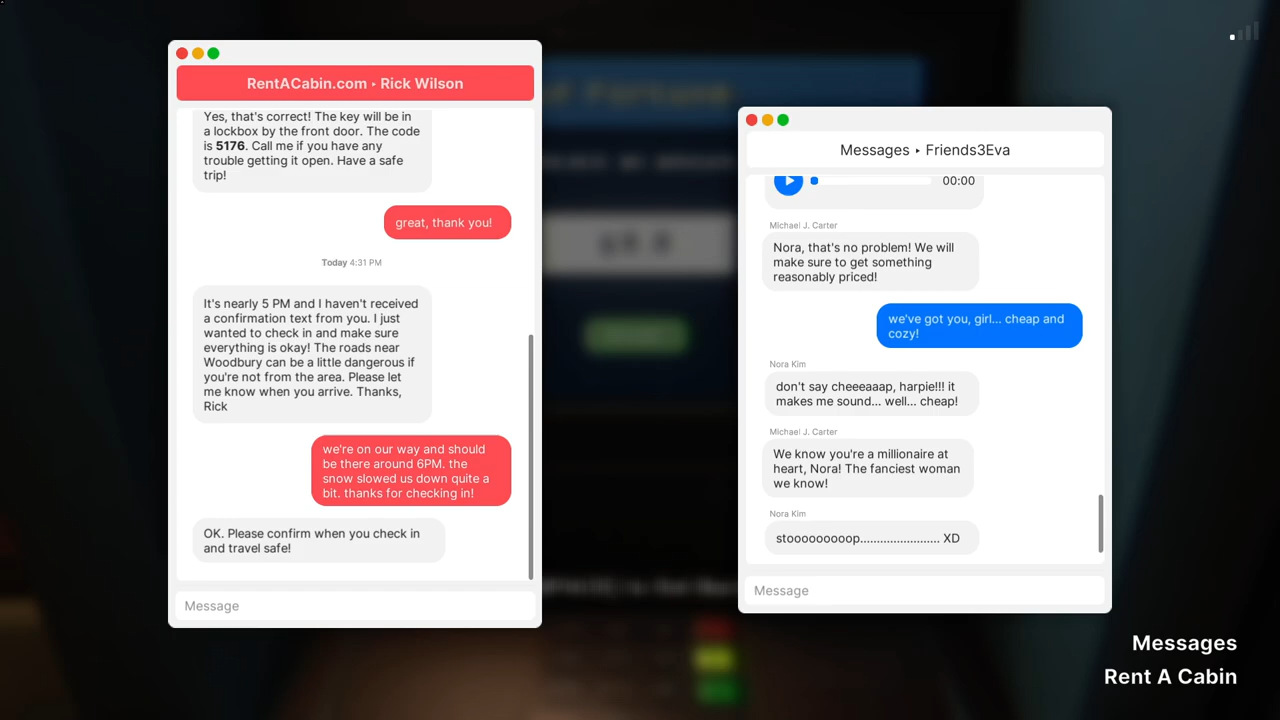 RentACabin.com ▸ Rick Wilson
Yes, that's correct! The key will be
in a lockbox by the front door. The code
is 5176. Call me if you have any
trouble getting it open. Have a safe
trip!
great, thank you!
Today 4:31 PM
It's nearly 5 PM and I haven't received
a confirmation text from you. I just
wanted to check in and make sure
everything is okay! The roads near
Woodbury can be a little dangerous if
you're not from the area. Please let
me know when you arrive. Thanks,
Rick
we're on our way and should
be there around 6PM. the
snow slowed us down quite a
bit. thanks for checking in!
OK. Please confirm when you check in
and travel safe!
Message
Messages ▸ Friends3Eva
00:00
Michael J. Carter
Nora, that's no problem! We will
make sure to get something
reasonably priced!
we've got you, girl... cheap and
cozy!
Nora Kim
don't say cheeeaaap, harpie!!! it
makes me sound... well... cheap!
Michael J. Carter
We know you're a millionaire at
heart, Nora! The fanciest woman
we know!
Nora Kim
stooooooooop........................ XD
Message
Messages
Rent A Cabin